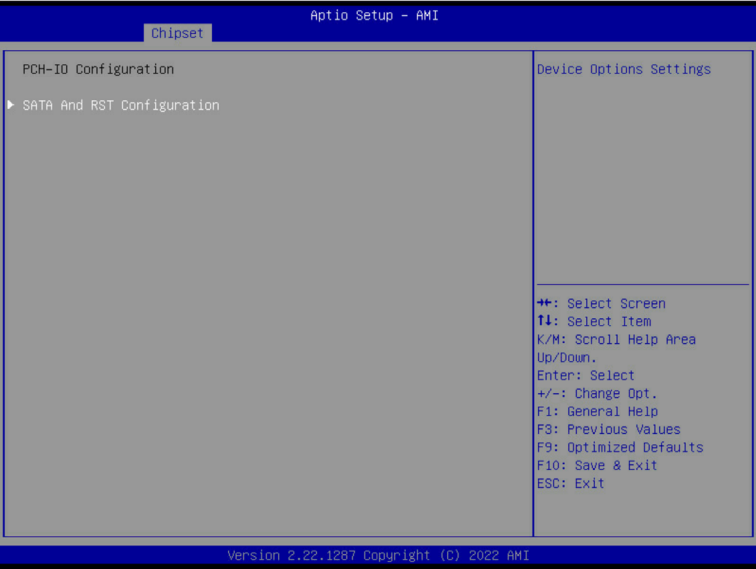 Aptio Setup – AMI
Chipset
PCH-IO Configuration
SATA And RST Configuration
Device Options Settings
→←: Select Screen
↑↓: Select Item
K/M: Scroll Help Area
Up/Down.
Enter: Select
+/-: Change Opt.
F1: General Help
F3: Previous Values
F9: Optimized Defaults
F10: Save & Exit
ESC: Exit
Version 2.22.1287 Copyright (C) 2022 AMI